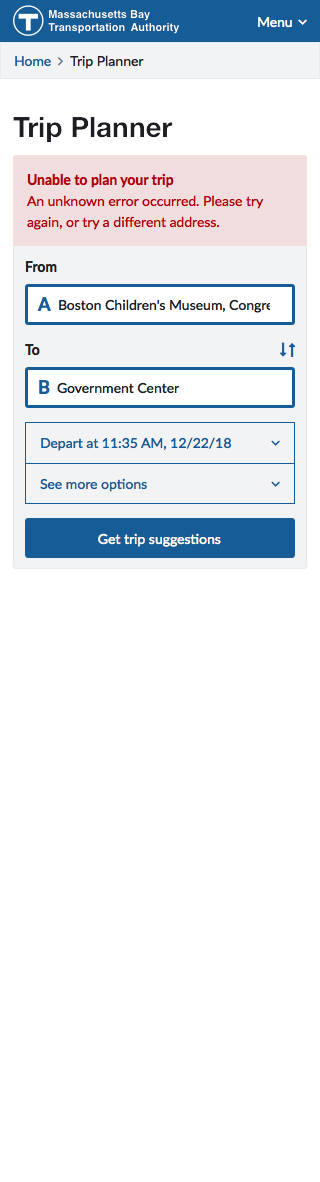 Massachusetts Bay
Transportation Authority
Menu
Home > Trip Planner
Trip Planner
Unable to plan your trip
An unknown error occurred. Please try
again, or try a different address.
From
A Boston Children's Museum, Congre
To
B Government Center
Depart at 11:35 AM, 12/22/18
See more options
Get trip suggestions